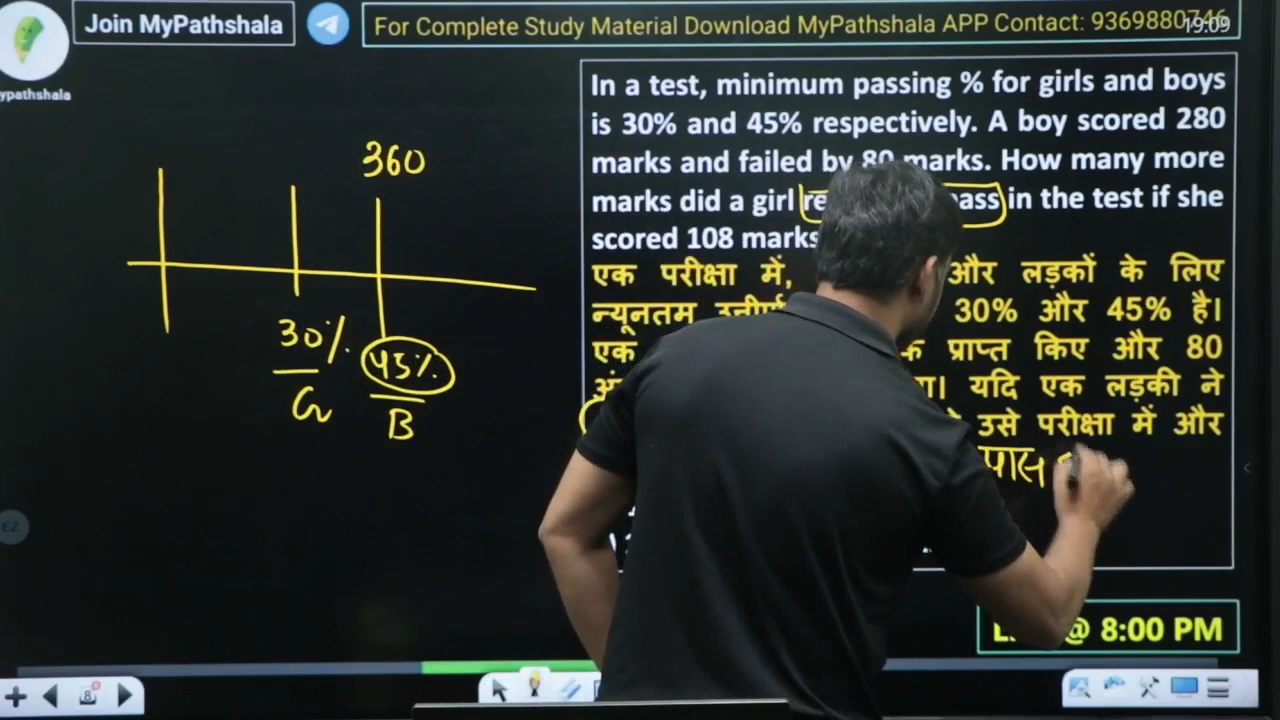 Join MyPathshala
For Complete Study Material Download MyPathshala APP Contact: 9369880746
19:09
ypathshala
In a test, minimum passing % for girls and boys
is 30% and 45% respectively. A boy scored 280
marks and failed by 80 marks. How many more
marks did a girl re pass in the test if she
scored 108 marks
एक परीक्षा में, और लड़कों के लिए
न्यूनतम 30% और 45% है।
एक प्राप्त किए और 80
यदि एक लड़की ने
उसे परीक्षा में और
पास
360
30%
45%
G
B
EZ
@ 8:00 PM
8